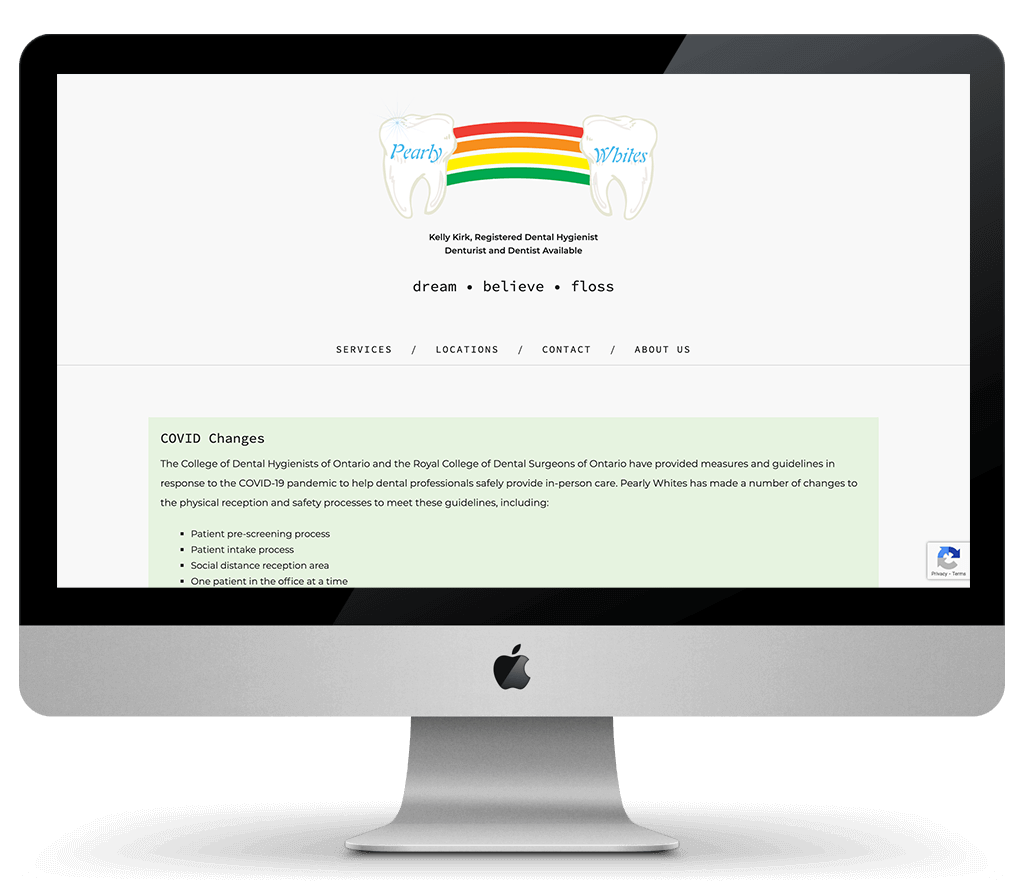 Pearly Whites
Kelly Kirk, Registered Dental Hygienist
Denturist and Dentist Available
dream • believe • floss
SERVICES / LOCATIONS / CONTACT / ABOUT US
COVID Changes
The College of Dental Hygienists of Ontario and the Royal College of Dental Surgeons of Ontario have provided measures and guidelines in
response to the COVID-19 pandemic to help dental professionals safely provide in-person care. Pearly Whites has made a number of changes to
the physical reception and safety processes to meet these guidelines, including:
▪ Patient pre-screening process
▪ Patient intake process
▪ Social distance reception area
▪ One patient in the office at a time
Privacy - Terms